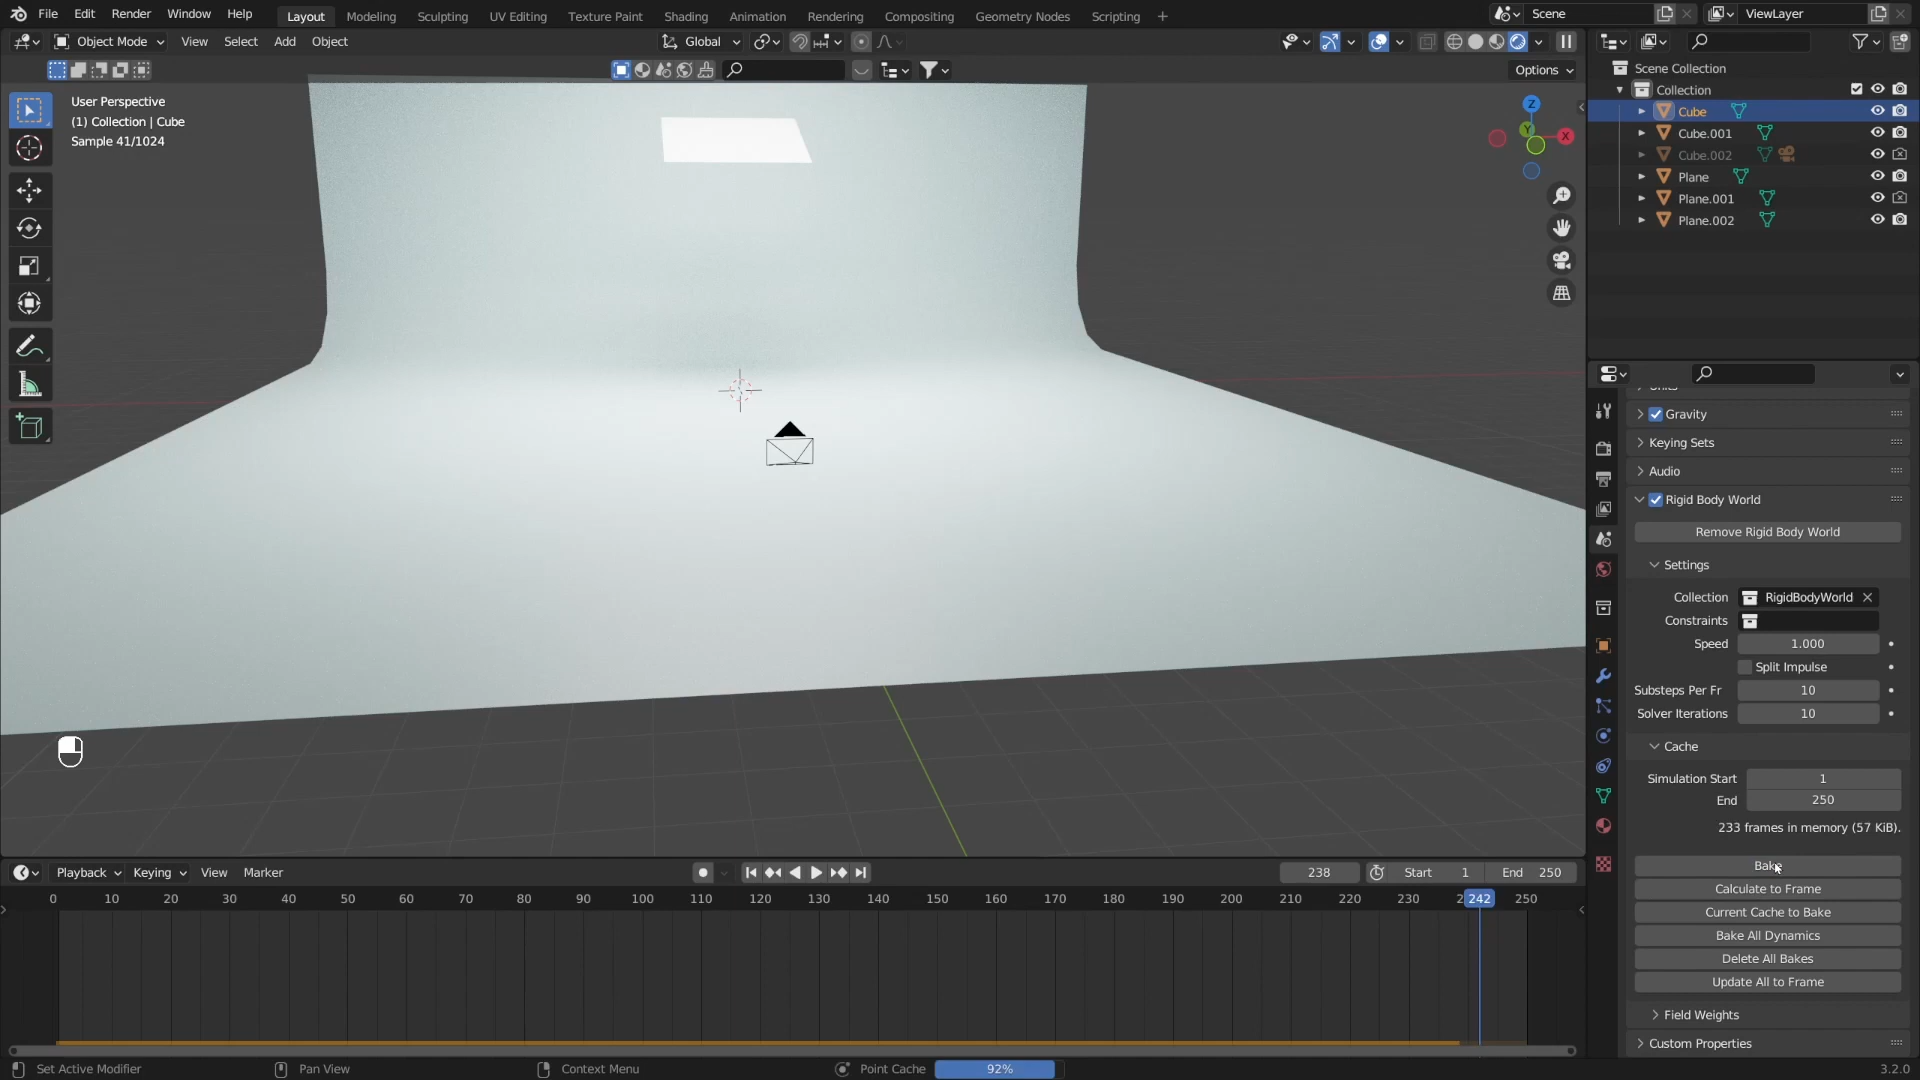 File Edit Render Window Help Layout Modeling Sculpting UV Editing Texture Paint Shading Animation Rendering Compositing Geometry Nodes Scripting + Scene ViewLayer
Object Mode View Select Add Object Global
Options
User Perspective
(1) Collection | Cube
Sample 41/1024
Z
Y
X
Scene Collection
Collection
Cube
Cube.001
Cube.002
Plane
Plane.001
Plane.002
Gravity
Keying Sets
Audio
Rigid Body World
Remove Rigid Body World
Settings
Collection RigidBodyWorld
Constraints
Speed 1.000
Split Impulse
Substeps Per Fr 10
Solver Iterations 10
Cache
Simulation Start 1
End 250
233 frames in memory (57 KiB).
Bake
Calculate to Frame
Current Cache to Bake
Bake All Dynamics
Delete All Bakes
Update All to Frame
Field Weights
Custom Properties
Playback Keying View Marker 238 Start 1 End 250
0 10 20 30 40 50 60 70 80 90 100 110 120 130 140 150 160 170 180 190 200 210 220 230 242 250
Set Active Modifier Pan View Context Menu Point Cache 92% 3.2.0